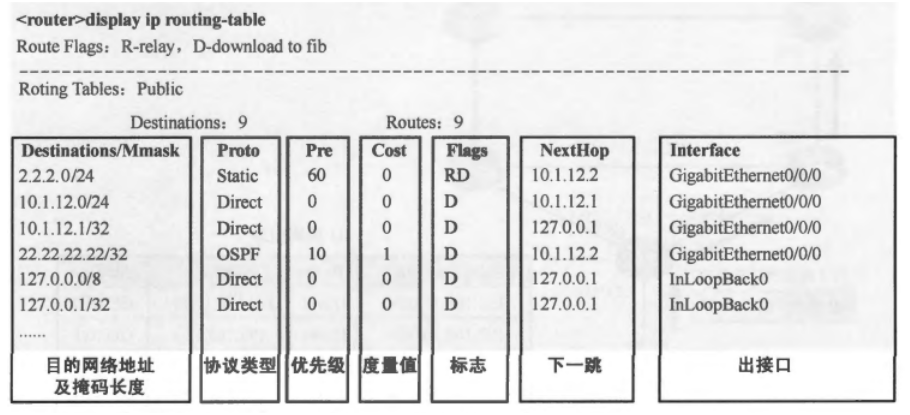 <router>display ip routing-table
Route Flags: R-relay, D-download to fib
Roting Tables: Public
Destinations: 9 Routes: 9
Destinations/Mmask Proto Pre Cost Flags NextHop Interface
2.2.2.0/24 Static 60 0 RD 10.1.12.2 GigabitEthernet0/0/0
10.1.12.0/24 Direct 0 0 D 10.1.12.1 GigabitEthernet0/0/0
10.1.12.1/32 Direct 0 0 D 127.0.0.1 GigabitEthernet0/0/0
22.22.22.22/32 OSPF 10 1 D 10.1.12.2 GigabitEthernet0/0/0
127.0.0.0/8 Direct 0 0 D 127.0.0.1 InLoopBack0
127.0.0.1/32 Direct 0 0 D 127.0.0.1 InLoopBack0
......
目的网络地址 协议类型 优先级 度量值 标志 下一跳 出接口
及掩码长度